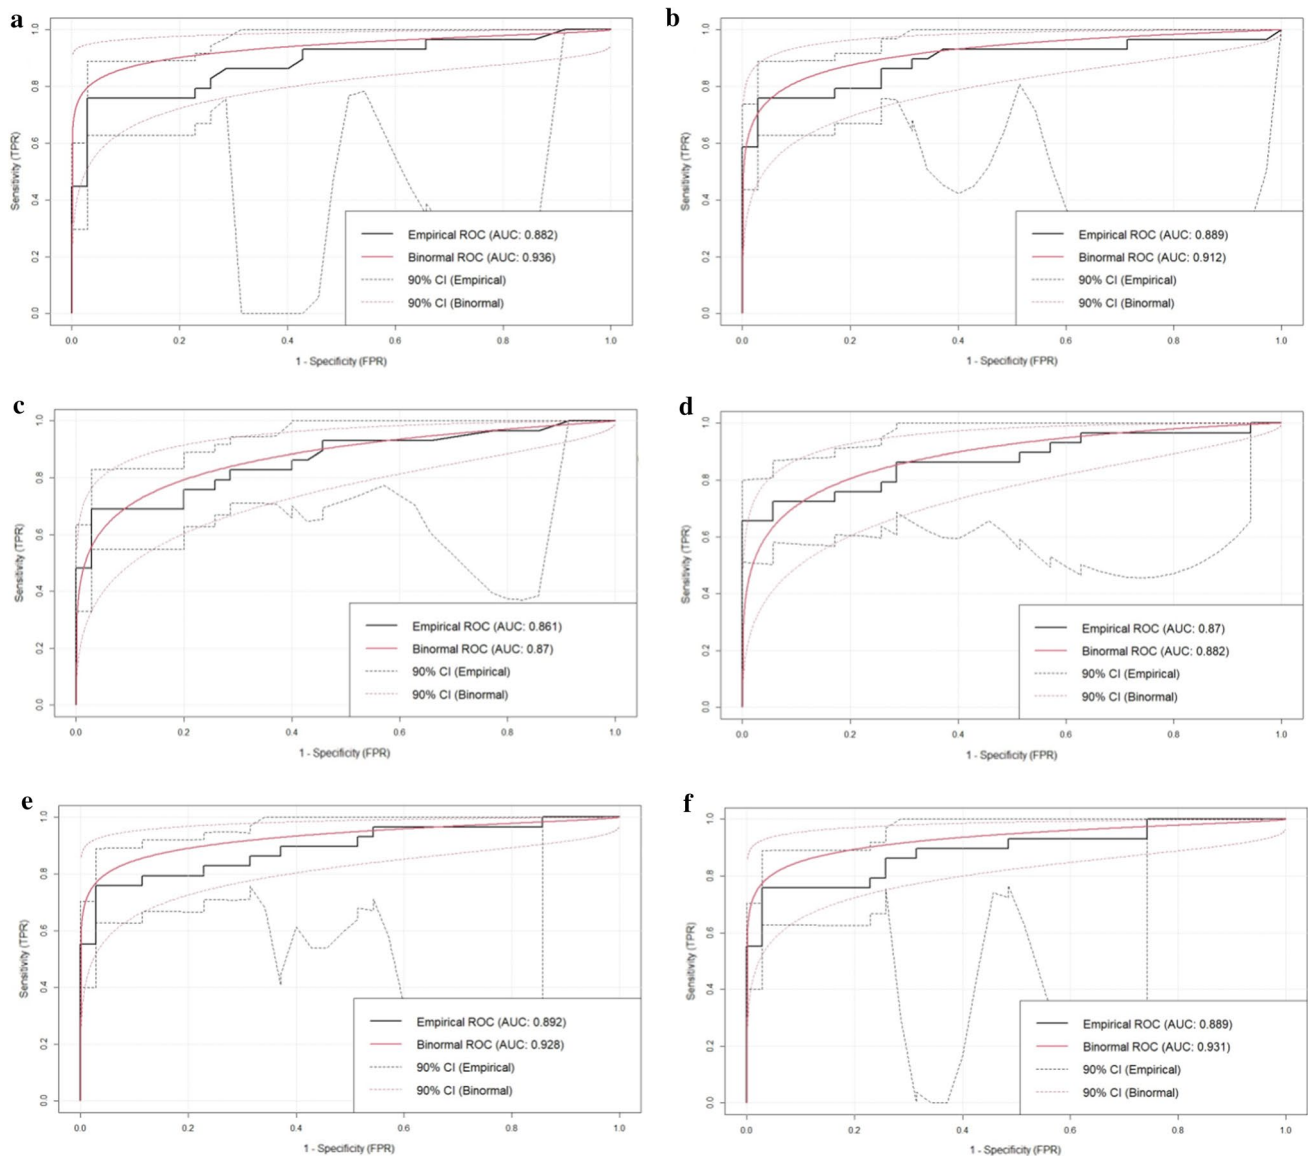 a
1.0
0.8
0.6
0.4
0.2
0.0
Sensitivity (TPR)
Empirical ROC (AUC: 0.882)
Binormal ROC (AUC: 0.936)
90% CI (Empirical)
90% CI (Binormal)
0.0 0.2 0.4 0.6 0.8 1.0
1 - Specificity (FPR)
b
1.0
0.8
0.6
0.4
0.2
0.0
Sensitivity (TPR)
Empirical ROC (AUC: 0.889)
Binormal ROC (AUC: 0.912)
90% CI (Empirical)
90% CI (Binormal)
0.0 0.2 0.4 0.6 0.8 1.0
1 - Specificity (FPR)
c
1.0
0.8
0.6
0.4
0.2
0.0
Sensitivity (TPR)
Empirical ROC (AUC: 0.861)
Binormal ROC (AUC: 0.87)
90% CI (Empirical)
90% CI (Binormal)
0.0 0.2 0.4 0.6 0.8 1.0
1 - Specificity (FPR)
d
1.0
0.8
0.6
0.4
0.2
0.0
Sensitivity (TPR)
Empirical ROC (AUC: 0.87)
Binormal ROC (AUC: 0.882)
90% CI (Empirical)
90% CI (Binormal)
0.0 0.2 0.4 0.6 0.8 1.0
1 - Specificity (FPR)
e
1.0
0.8
0.6
0.4
0.2
0.0
Sensitivity (TPR)
Empirical ROC (AUC: 0.892)
Binormal ROC (AUC: 0.928)
90% CI (Empirical)
90% CI (Binormal)
0.0 0.2 0.4 0.6 0.8 1.0
1 - Specificity (FPR)
f
1.0
0.8
0.6
0.4
0.2
0.0
Sensitivity (TPR)
Empirical ROC (AUC: 0.889)
Binormal ROC (AUC: 0.931)
90% CI (Empirical)
90% CI (Binormal)
0.0 0.2 0.4 0.6 0.8 1.0
1 - Specificity (FPR)